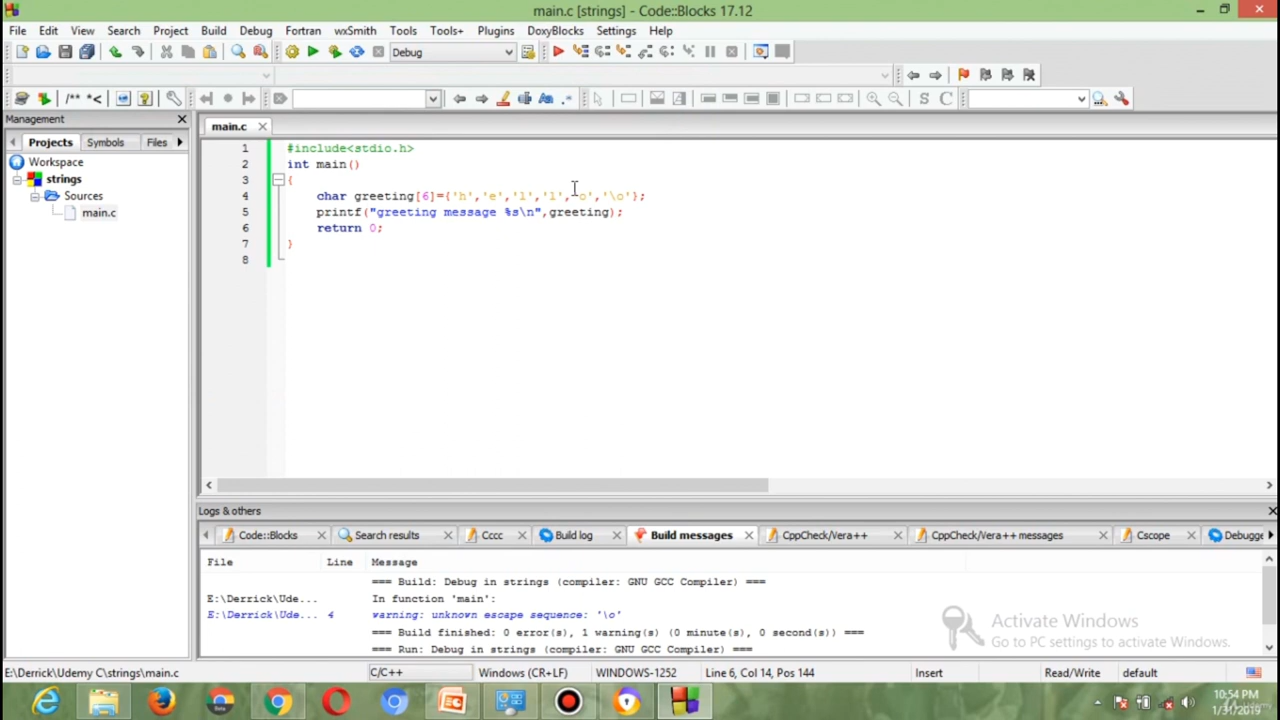 main.c [strings] - Code::Blocks 17.12
File Edit View Search Project Build Debug Fortran wxSmith Tools Tools+ Plugins DoxyBlocks Settings Help
Debug
/** *<
S C
Management
Projects Symbols Files
main.c
Workspace
strings
Sources
main.c
1 #include<stdio.h>
2 int main()
3 {
4 char greeting[6]={'h','e','l','l','o','\o'};
5 printf("greeting message %s\n",greeting);
6 return 0;
7 }
8
Logs & others
Code::Blocks Search results Cccc Build log Build messages CppCheck/Vera++ CppCheck/Vera++ messages Cscope Debugge
File Line Message
=== Build: Debug in strings (compiler: GNU GCC Compiler) ===
E:\Derrick\Ude... In function 'main':
E:\Derrick\Ude... 4 warning: unknown escape sequence: '\o'
=== Build finished: 0 error(s), 1 warning(s) (0 minute(s), 0 second(s)) ===
=== Run: Debug in strings (compiler: GNU GCC Compiler) ===
Activate Windows
Go to PC settings to activate Windows.
E:\Derrick\Udemy C\strings\main.c C/C++ Windows (CR+LF) WINDOWS-1252 Line 6, Col 14, Pos 144 Insert Read/Write default
10:54 PM
1/31/2019